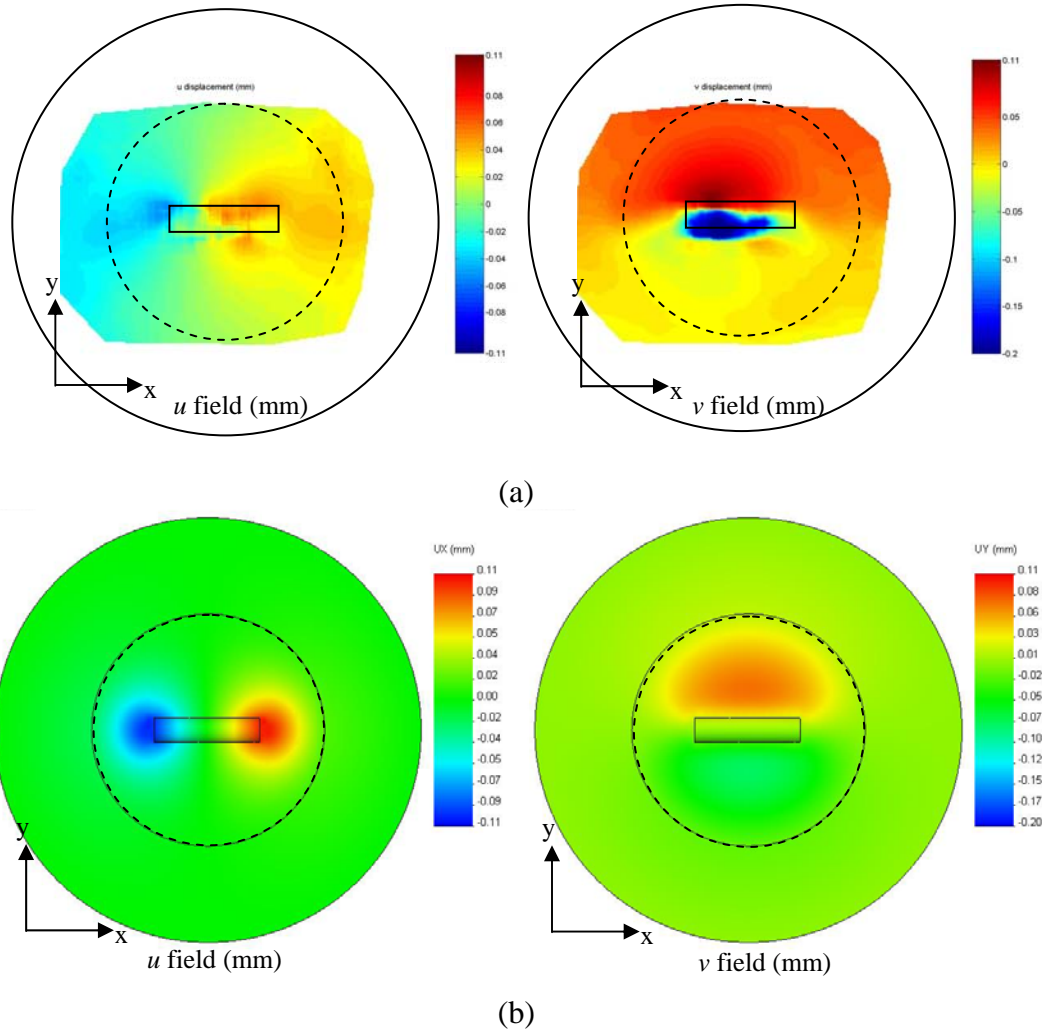 u displacement (mm)
0.11
0.08
0.06
0.04
0.02
0
-0.02
-0.04
-0.06
-0.08
-0.11
y
x
u field (mm)
v displacement (mm)
0.11
0.05
0
-0.05
-0.1
-0.15
-0.2
y
x
v field (mm)
(a)
UX (mm)
0.11
0.09
0.07
0.05
0.02
0.00
-0.02
-0.04
-0.05
-0.07
-0.09
-0.11
y
x
u field (mm)
UY (mm)
0.11
0.08
0.06
0.03
0.01
-0.02
-0.05
-0.07
-0.10
-0.12
-0.15
-0.17
-0.20
y
x
v field (mm)
(b)